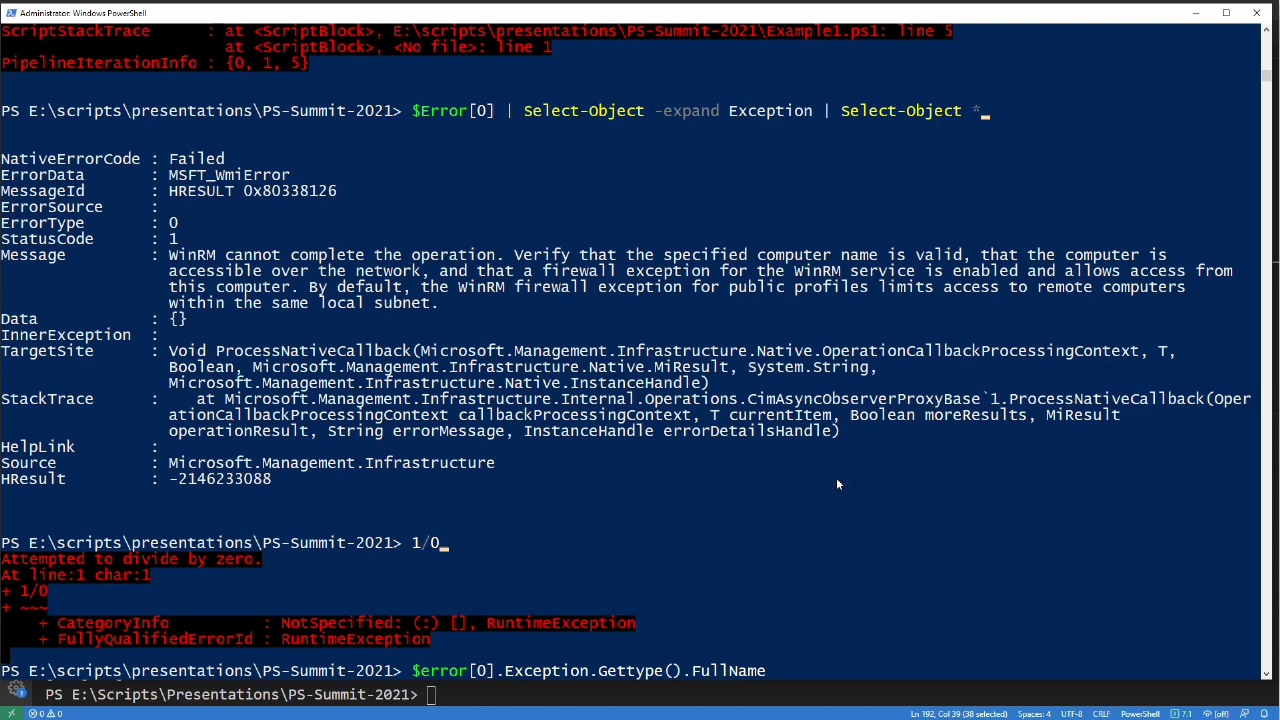 Administrator: Windows PowerShell
ScriptStackTrace : at <ScriptBlock>, E:\scripts\presentations\PS-Summit-2021\Example1.ps1: line 5
at <ScriptBlock>, <No file>: line 1
PipelineIterationInfo : {0, 1, 5}
PS E:\scripts\presentations\PS-Summit-2021> $Error[0] | Select-Object -expand Exception | Select-Object *
NativeErrorCode : Failed
ErrorData : MSFT_WmiError
MessageId : HRESULT 0x80338126
ErrorSource :
ErrorType : 0
StatusCode : 1
Message : WinRM cannot complete the operation. Verify that the specified computer name is valid, that the computer is
accessible over the network, and that a firewall exception for the WinRM service is enabled and allows access from
this computer. By default, the WinRM firewall exception for public profiles limits access to remote computers
within the same local subnet.
Data : {}
InnerException :
TargetSite : Void ProcessNativeCallback(Microsoft.Management.Infrastructure.Native.OperationCallbackProcessingContext, T,
Boolean, Microsoft.Management.Infrastructure.Native.MiResult, System.String,
Microsoft.Management.Infrastructure.Native.InstanceHandle)
StackTrace : at Microsoft.Management.Infrastructure.Internal.Operations.CimAsyncObserverProxyBase`1.ProcessNativeCallback(Oper
ationCallbackProcessingContext callbackProcessingContext, T currentItem, Boolean moreResults, MiResult
operationResult, String errorMessage, InstanceHandle errorDetailsHandle)
HelpLink :
Source : Microsoft.Management.Infrastructure
HResult : -2146233088
PS E:\scripts\presentations\PS-Summit-2021> 1/0
Attempted to divide by zero.
At line:1 char:1
+ 1/0
+ ~~~
+ CategoryInfo : NotSpecified: (:) [], RuntimeException
+ FullyQualifiedErrorId : RuntimeException
PS E:\scripts\presentations\PS-Summit-2021> $error[0].Exception.Gettype().FullName
PS E:\Scripts\Presentations\PS-Summit-2021>
0 0 Ln 192, Col 39 (38 selected) Spaces: 4 UTF-8 CRLF PowerShell 7.1 [off]